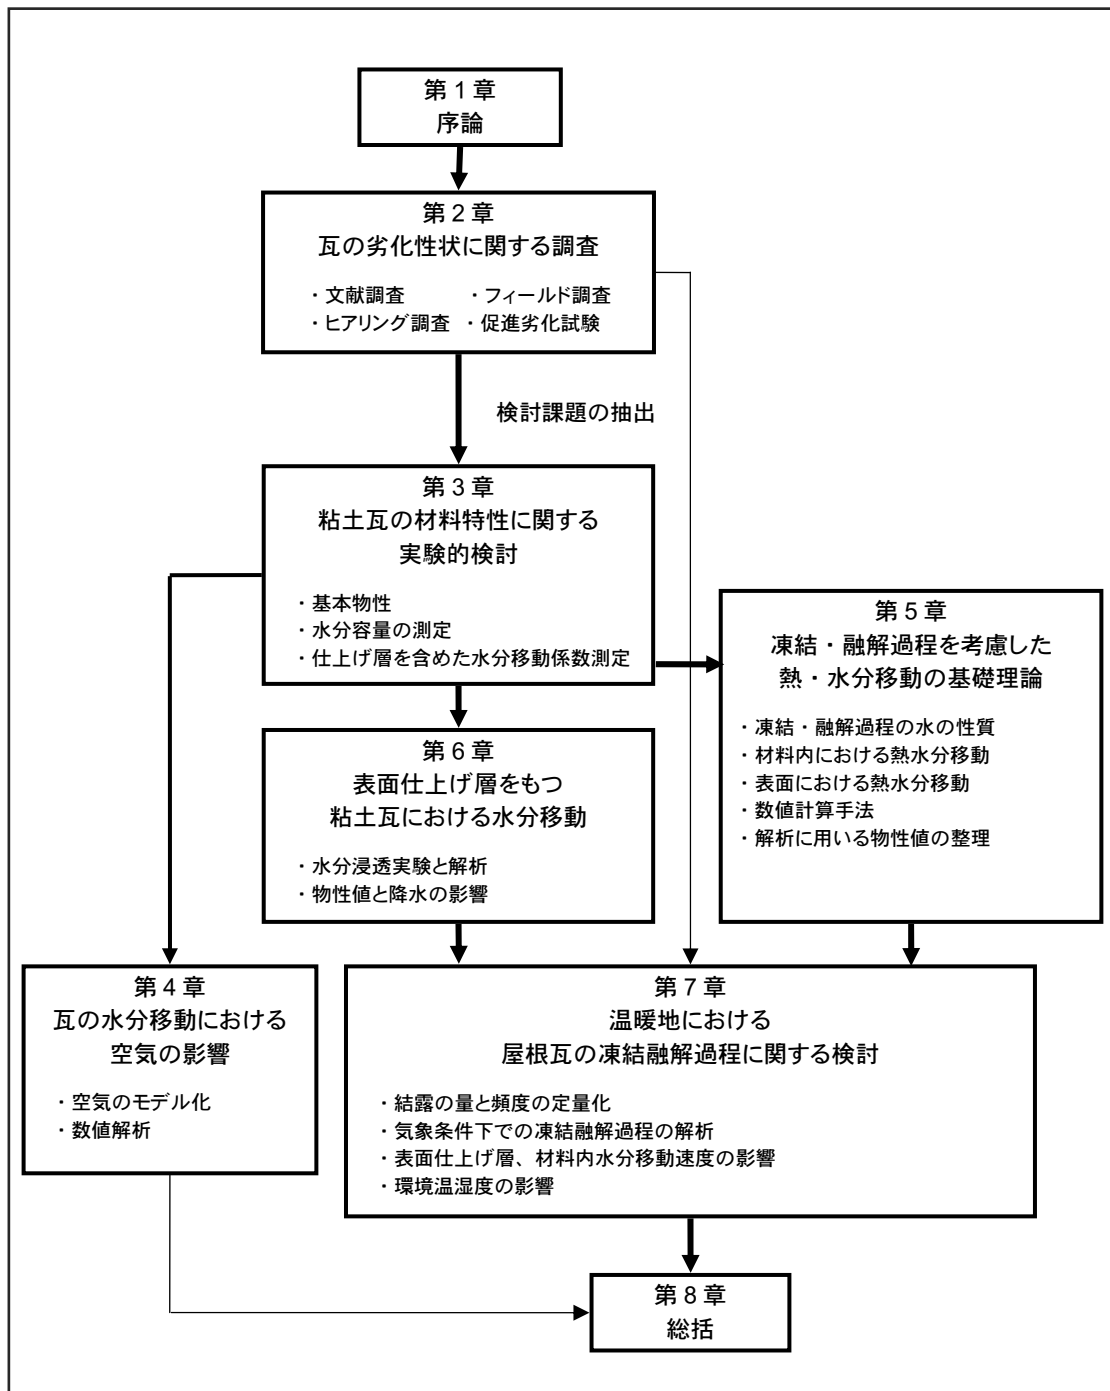 第1章
序論
第2章
瓦の劣化性状に関する調査
・文献調査 ・フィールド調査
・ヒアリング調査 ・促進劣化試験
検討課題の抽出
第3章
粘土瓦の材料特性に関する
実験的検討
・基本物性
・水分容量の測定
・仕上げ層を含めた水分移動係数測定
第5章
凍結・融解過程を考慮した
熱・水分移動の基礎理論
・凍結・融解過程の水の性質
・材料内における熱水分移動
・表面における熱水分移動
・数値計算手法
・解析に用いる物性値の整理
第6章
表面仕上げ層をもつ
粘土瓦における水分移動
・水分浸透実験と解析
・物性値と降水の影響
第4章
瓦の水分移動における
空気の影響
・空気のモデル化
・数値解析
第7章
温暖地における
屋根瓦の凍結融解過程に関する検討
・結露の量と頻度の定量化
・気象条件下での凍結融解過程の解析
・表面仕上げ層、材料内水分移動速度の影響
・環境温湿度の影響
第8章
総括